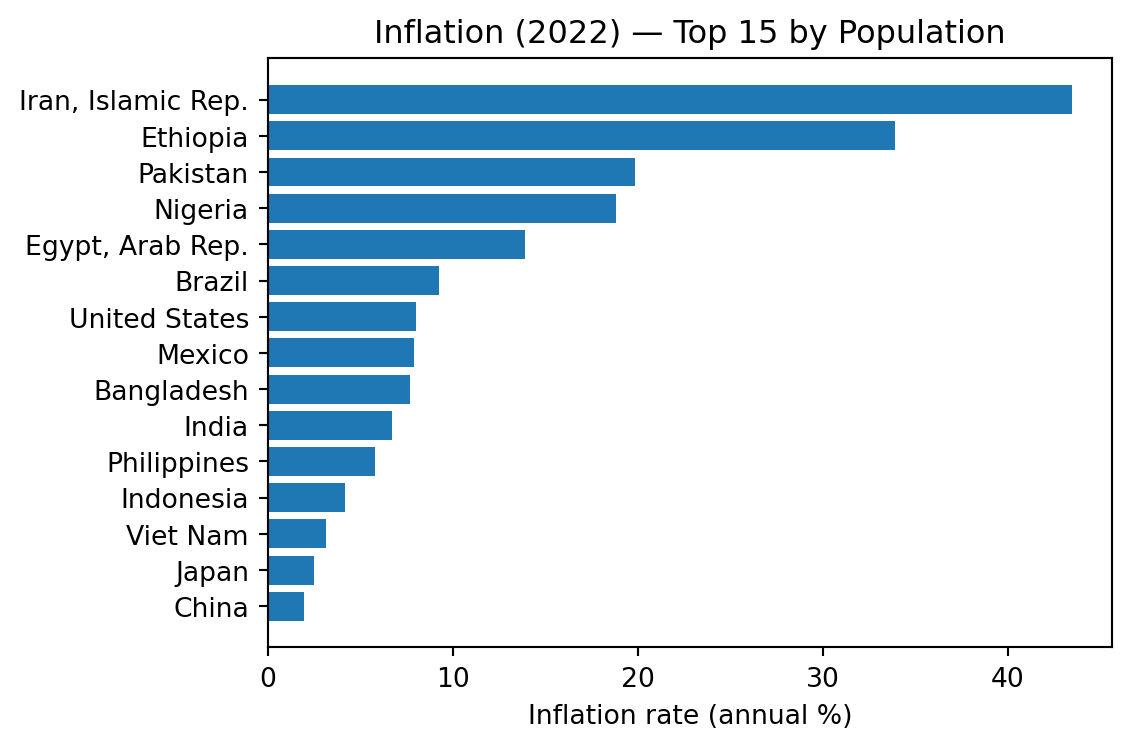 Inflation (2022) — Top 15 by Population
Iran, Islamic Rep.
Ethiopia
Pakistan
Nigeria
Egypt, Arab Rep.
Brazil
United States
Mexico
Bangladesh
India
Philippines
Indonesia
Viet Nam
Japan
China
0 10 20 30 40
Inflation rate (annual %)